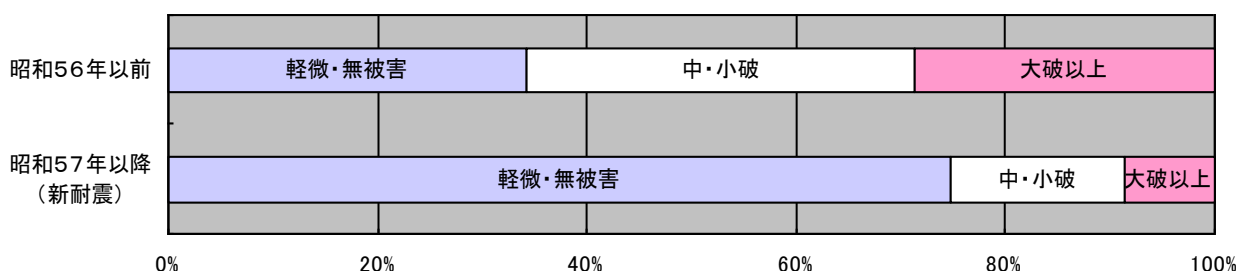 昭和56年以前
軽微・無被害
中・小破
大破以上
昭和57年以降
（新耐震）
軽微・無被害
中・小破
大破以上
0%
20%
40%
60%
80%
100%